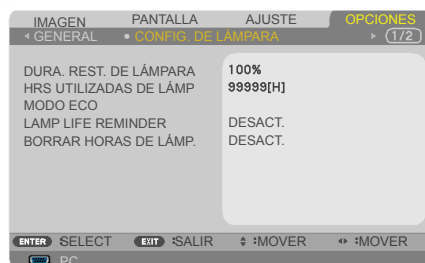 IMAGEN PANTALLA AJUSTE OPCIONES
GENERAL CONFIG. DE LÁMPARA (1/2)
DURA. REST. DE LÁMPARA 100%
HRS UTILIZADAS DE LÁMP 99999[H]
MODO ECO
LAMP LIFE REMINDER DESACT.
BORRAR HORAS DE LÁMP. DESACT.
ENTER :SELECT EXIT :SALIR :MOVER :MOVER
PC